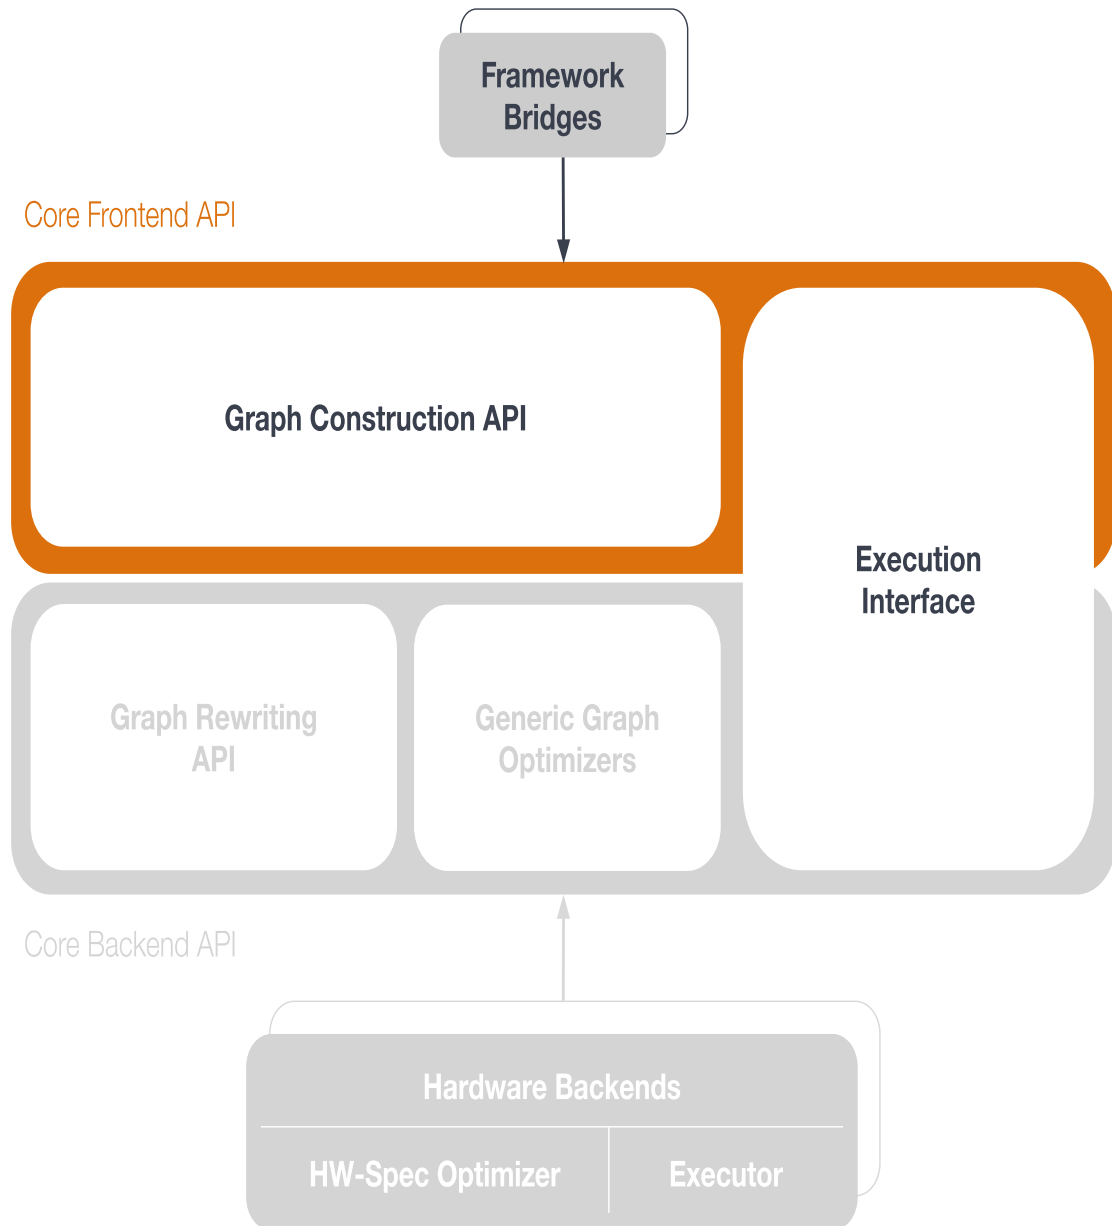 Framework
Bridges
Core Frontend API
Graph Construction API
Execution
Interface
Graph Rewriting
API
Generic Graph
Optimizers
Core Backend API
Hardware Backends
HW-Spec Optimizer
Executor